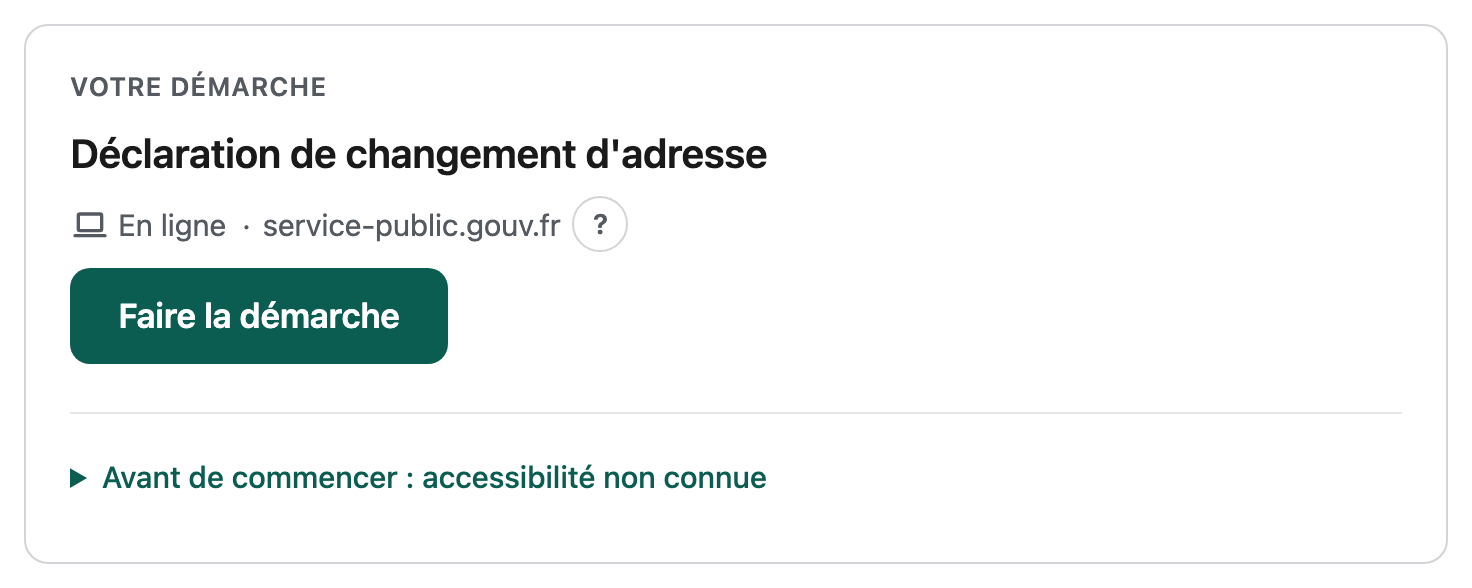 VOTRE DÉMARCHE
Déclaration de changement d'adresse
En ligne · service-public.gouv.fr ?
Faire la démarche
Avant de commencer : accessibilité non connue